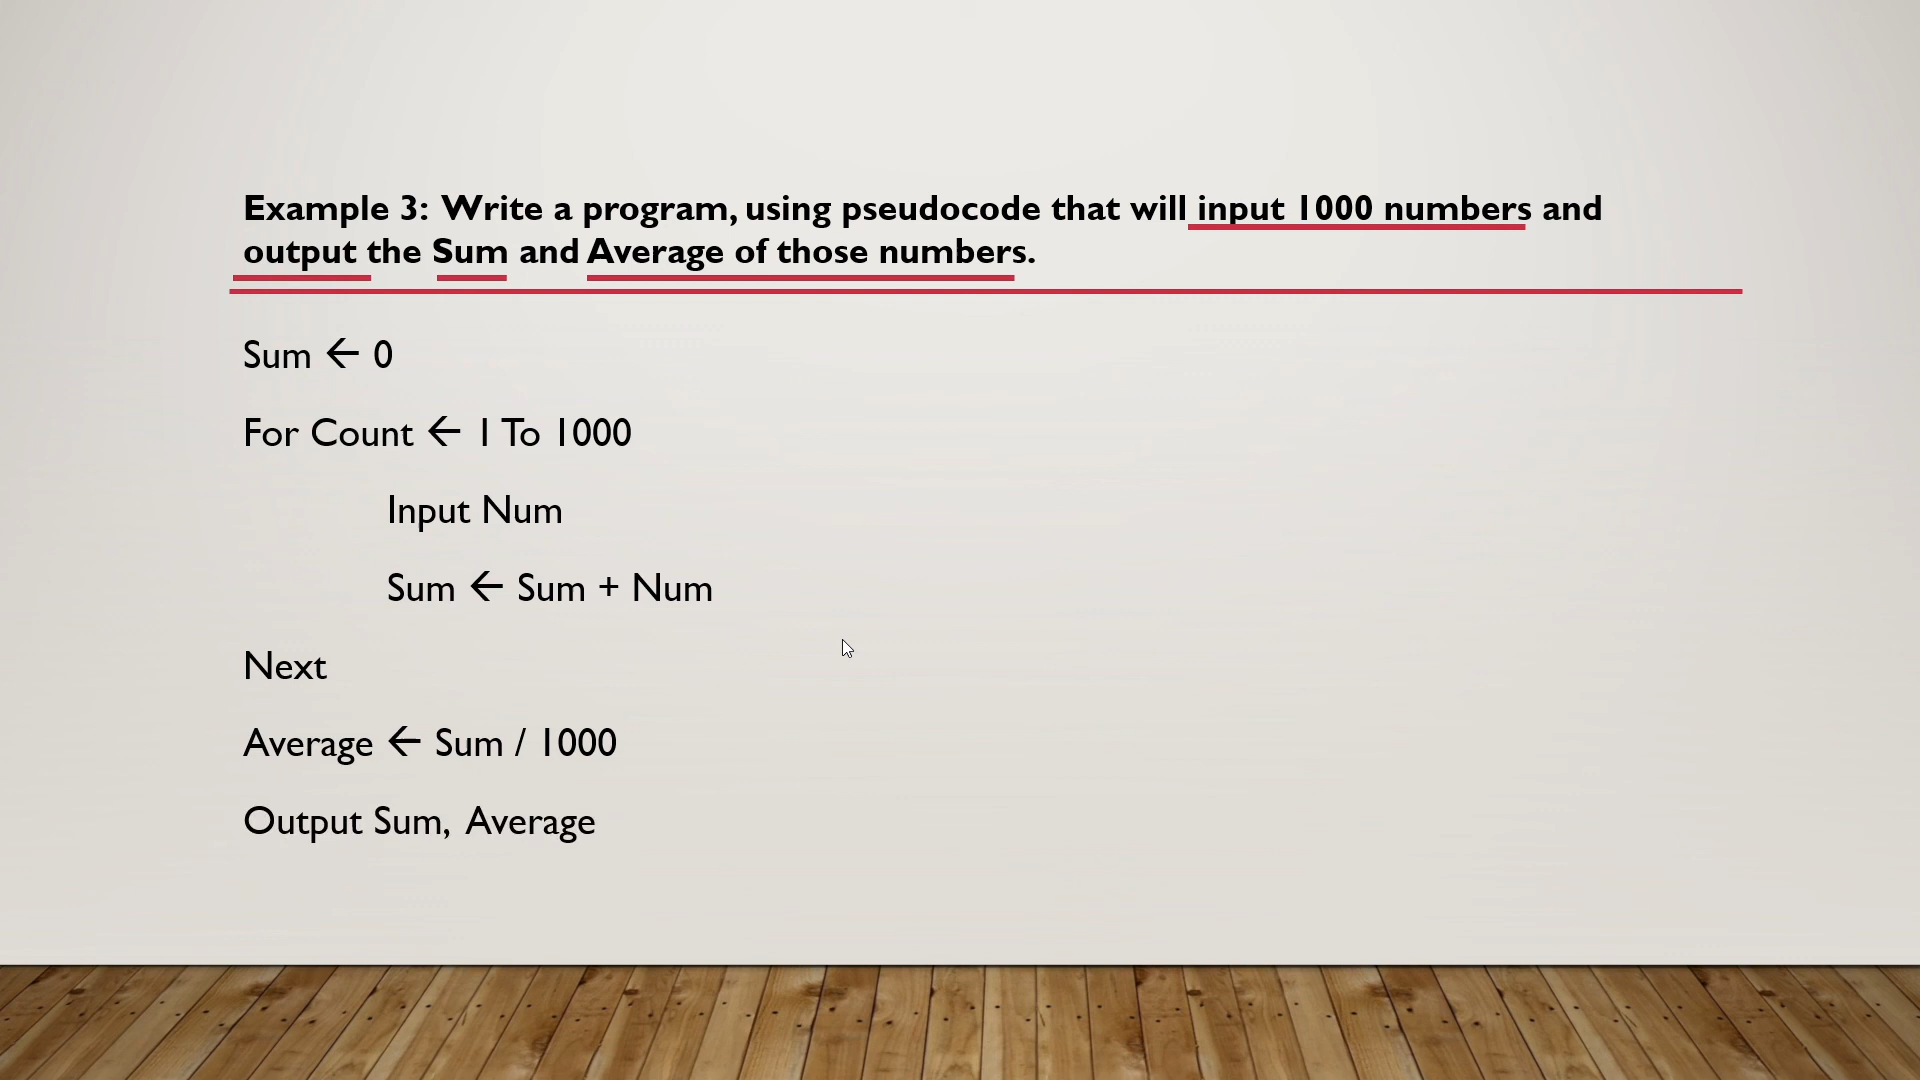 Example 3: Write a program, using pseudocode that will input 1000 numbers and
output the Sum and Average of those numbers.
Sum ← 0
For Count ← 1 To 1000
Input Num
Sum ← Sum + Num
Next
Average ← Sum / 1000
Output Sum, Average